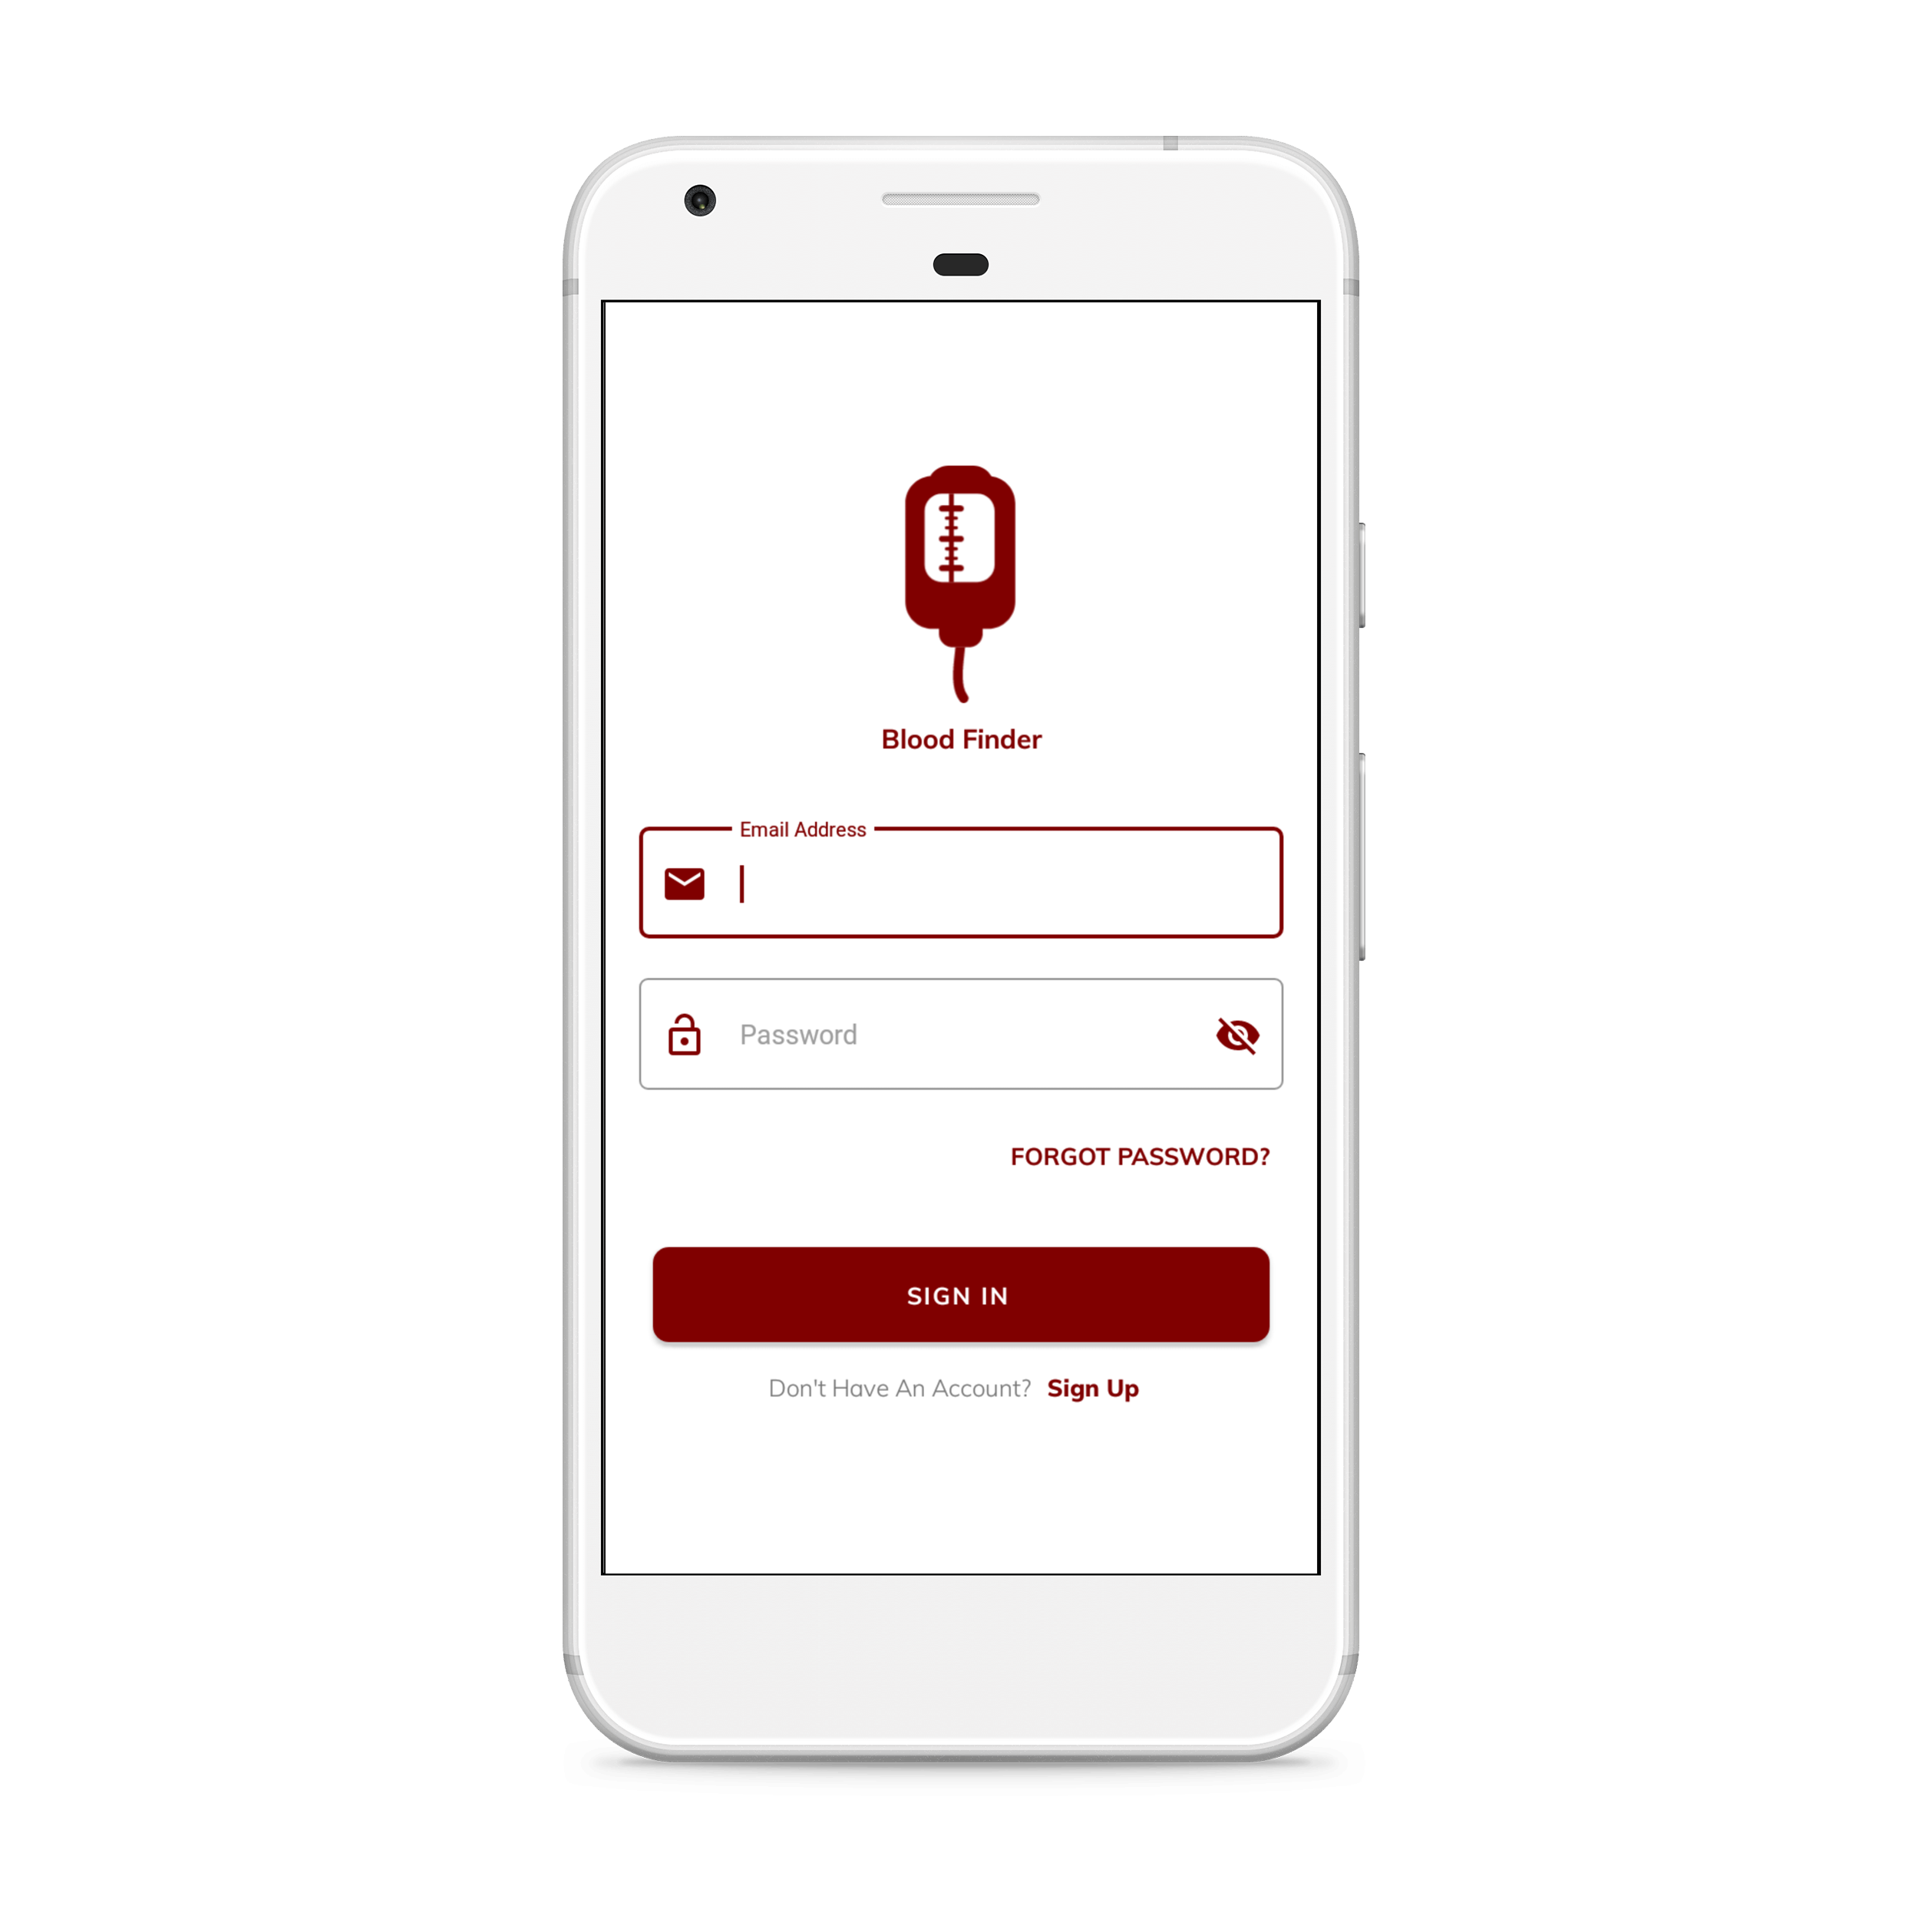 Blood Finder
Email Address
Password
FORGOT PASSWORD?
SIGN IN
Don't Have An Account? Sign Up